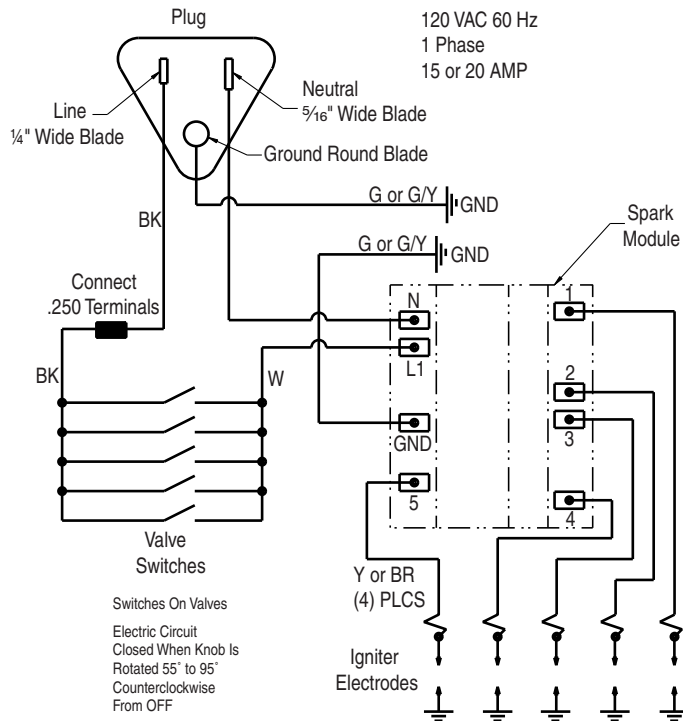 Plug
120 VAC 60 Hz
1 Phase
15 or 20 AMP
Line
¼" Wide Blade
Neutral
5⁄16" Wide Blade
Ground Round Blade
BK
G or G/Y
GND
G or G/Y
GND
Spark
Module
Connect
.250 Terminals
N
1
L1
BK
W
2
3
GND
5
4
Valve
Switches
Y or BR
(4) PLCS
Switches On Valves
Electric Circuit
Closed When Knob Is
Rotated 55˚ to 95˚
Counterclockwise
From OFF
Igniter
Electrodes